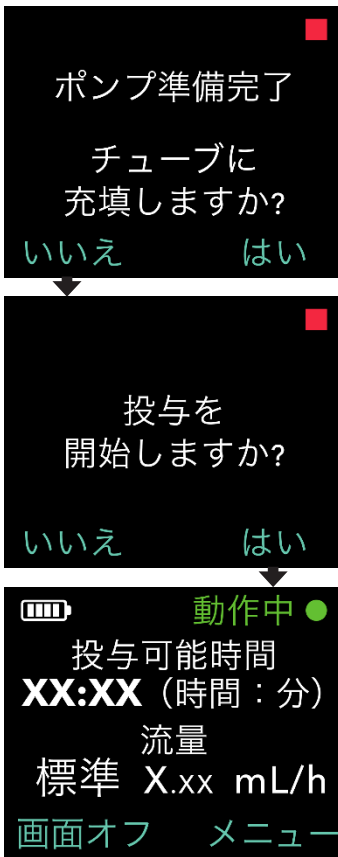 ポンプ準備完了
チューブに
充填しますか?
いいえ はい
投与を
開始しますか?
いいえ はい
動作中
投与可能時間
XX:XX（時間：分）
流量
標準 X.xx mL/h
画面オフ メニュー